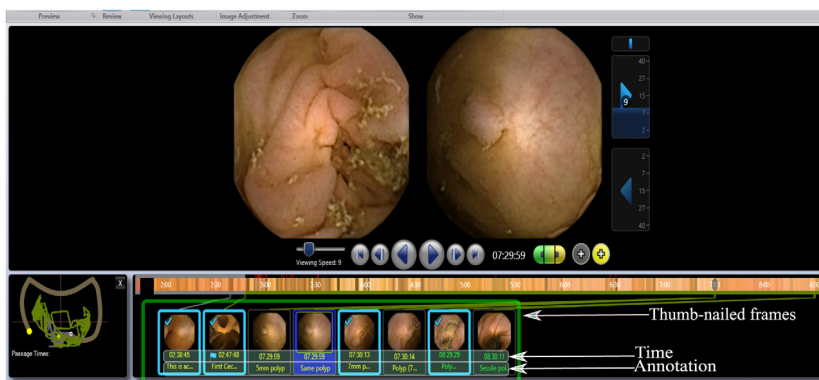 Preview Review Viewing Layouts Image Adjustment Zoom Show
40
27
15
9
7
2
2
7
15
27
40
Viewing Speed: 9
07:29:59
X
2:00 2:30 3:00 3:30 4:00 4:30 5:00 5:30 6:00 6:30 7:00 7:30 8:00 8:30
Thumb-nailed frames
Passage Times:
02:38:45 02:47:48 07:29:59 07:29:59 07:30:13 07:30:14 08:29:29 08:30:11
Time
This is ac... First Cec... 5mm polyp Same polyp 7mm p... Polyp (7... Poly... Sessile pol
Annotation